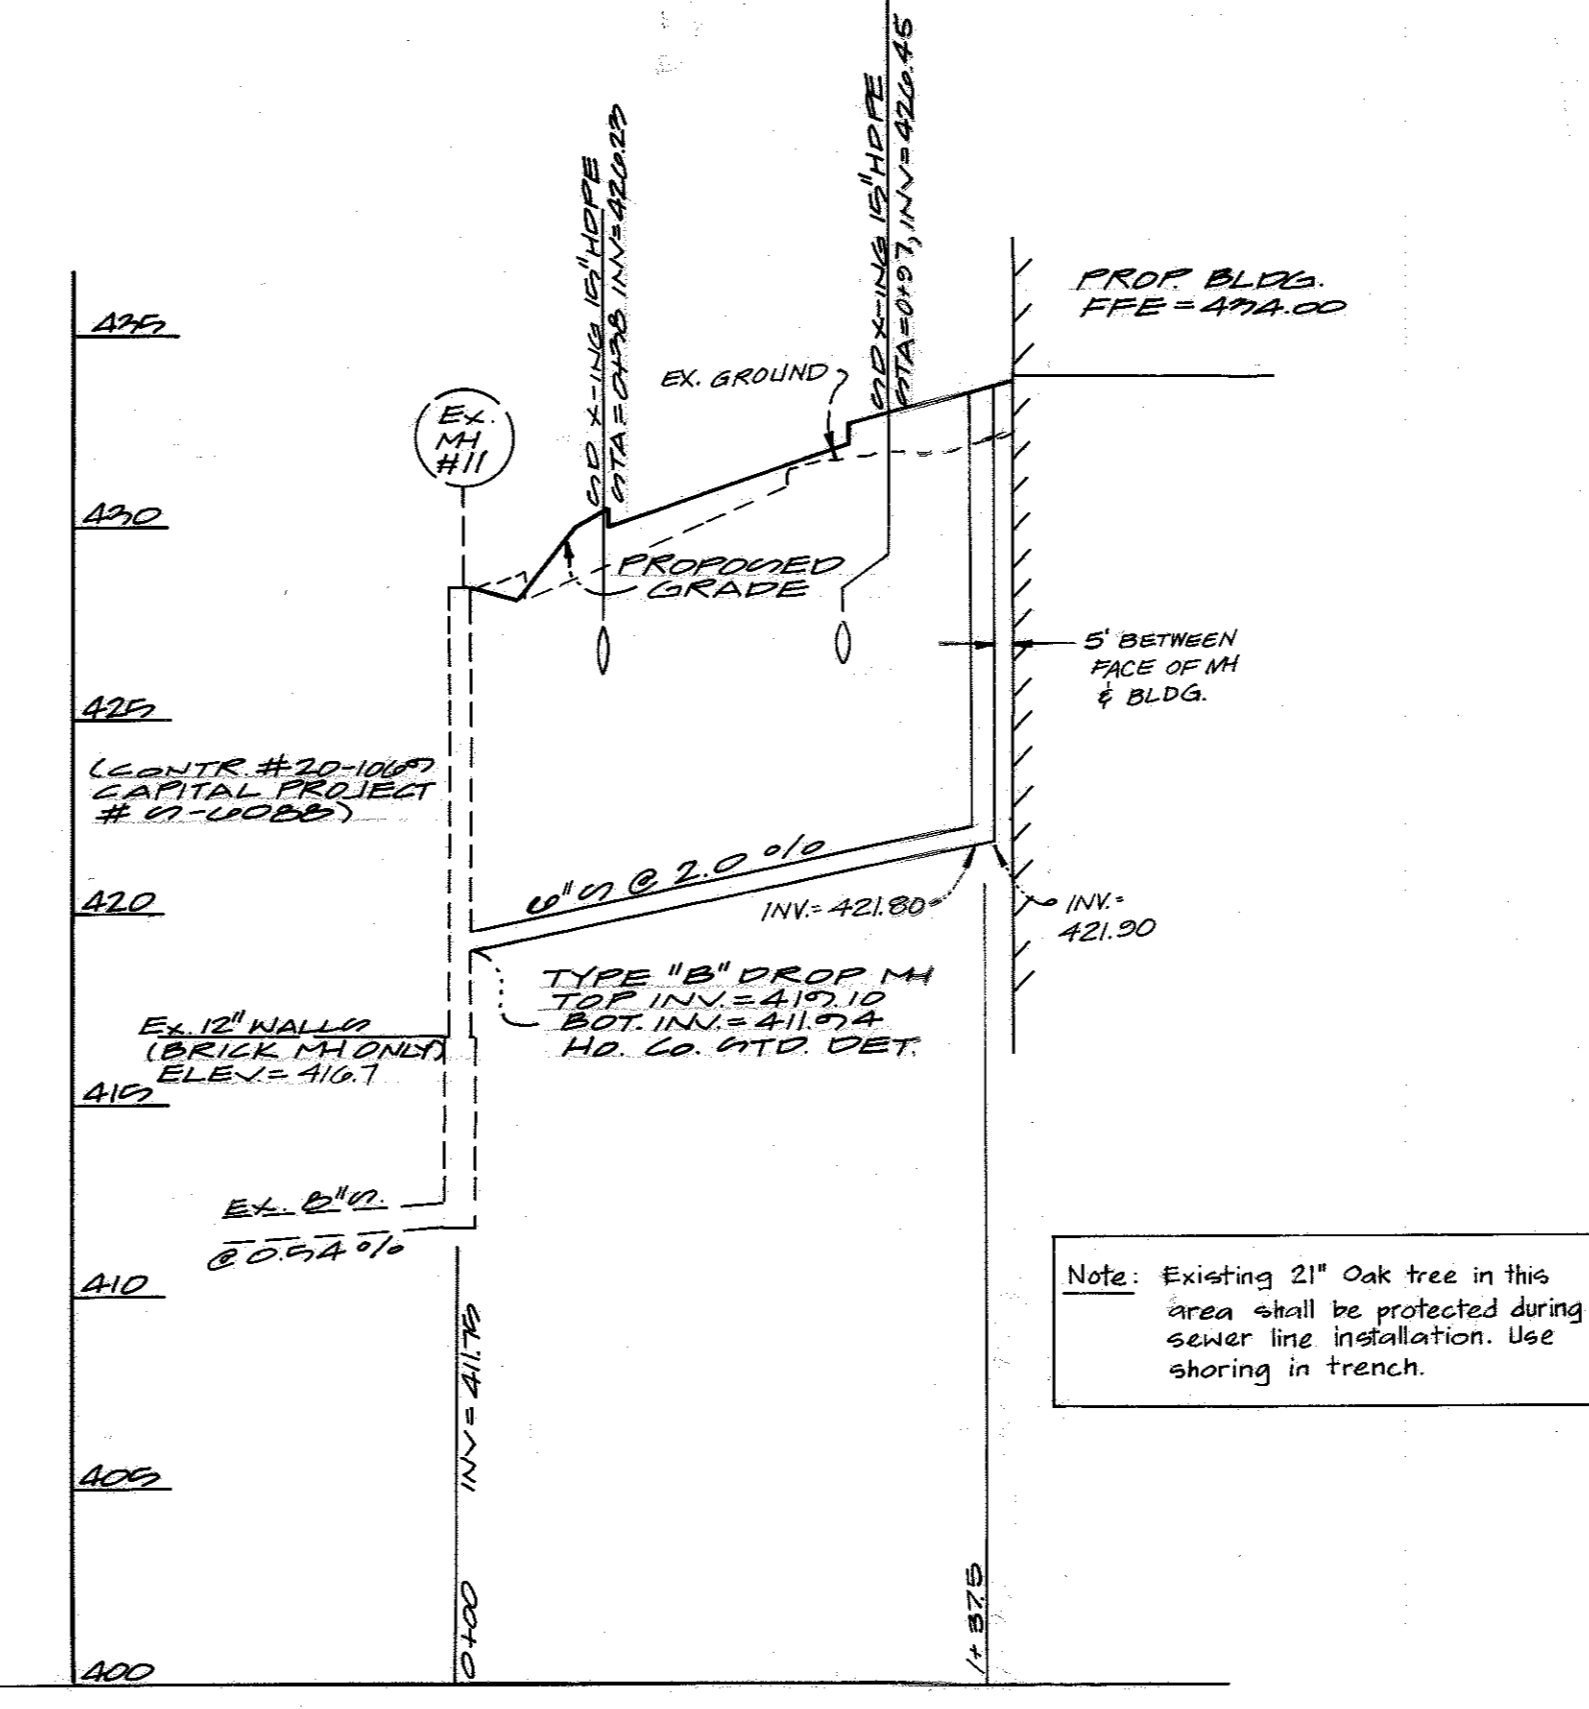 SD X-ING 15" HDPE
STA=0+38 INV=426.23
SD X-ING 15" HDPE
STA=0+97, INV=426.45
PROP. BLDG.
FFE = 434.00
435
EX. GROUND
EX.
MH
#11
430
PROPOSED
GRADE
5' BETWEEN
FACE OF MH
& BLDG.
425
(CONTR. #20-1069
CAPITAL PROJECT
# S-6088)
6" S @ 2.0 %
420
INV.= 421.80
INV.=
421.90
TYPE "B" DROP MH
TOP INV.= 419.10
BOT. INV.= 411.94
HO. CO. STD. DET.
EX. 12" WALLS
(BRICK MH ONLY)
ELEV.= 416.7
415
EX. 8" S.
@ 0.54 %
410
Note: Existing 21" Oak tree in this
area shall be protected during
sewer line installation. Use
shoring in trench.
INV = 411.75
405
0+00
1+37.5
400